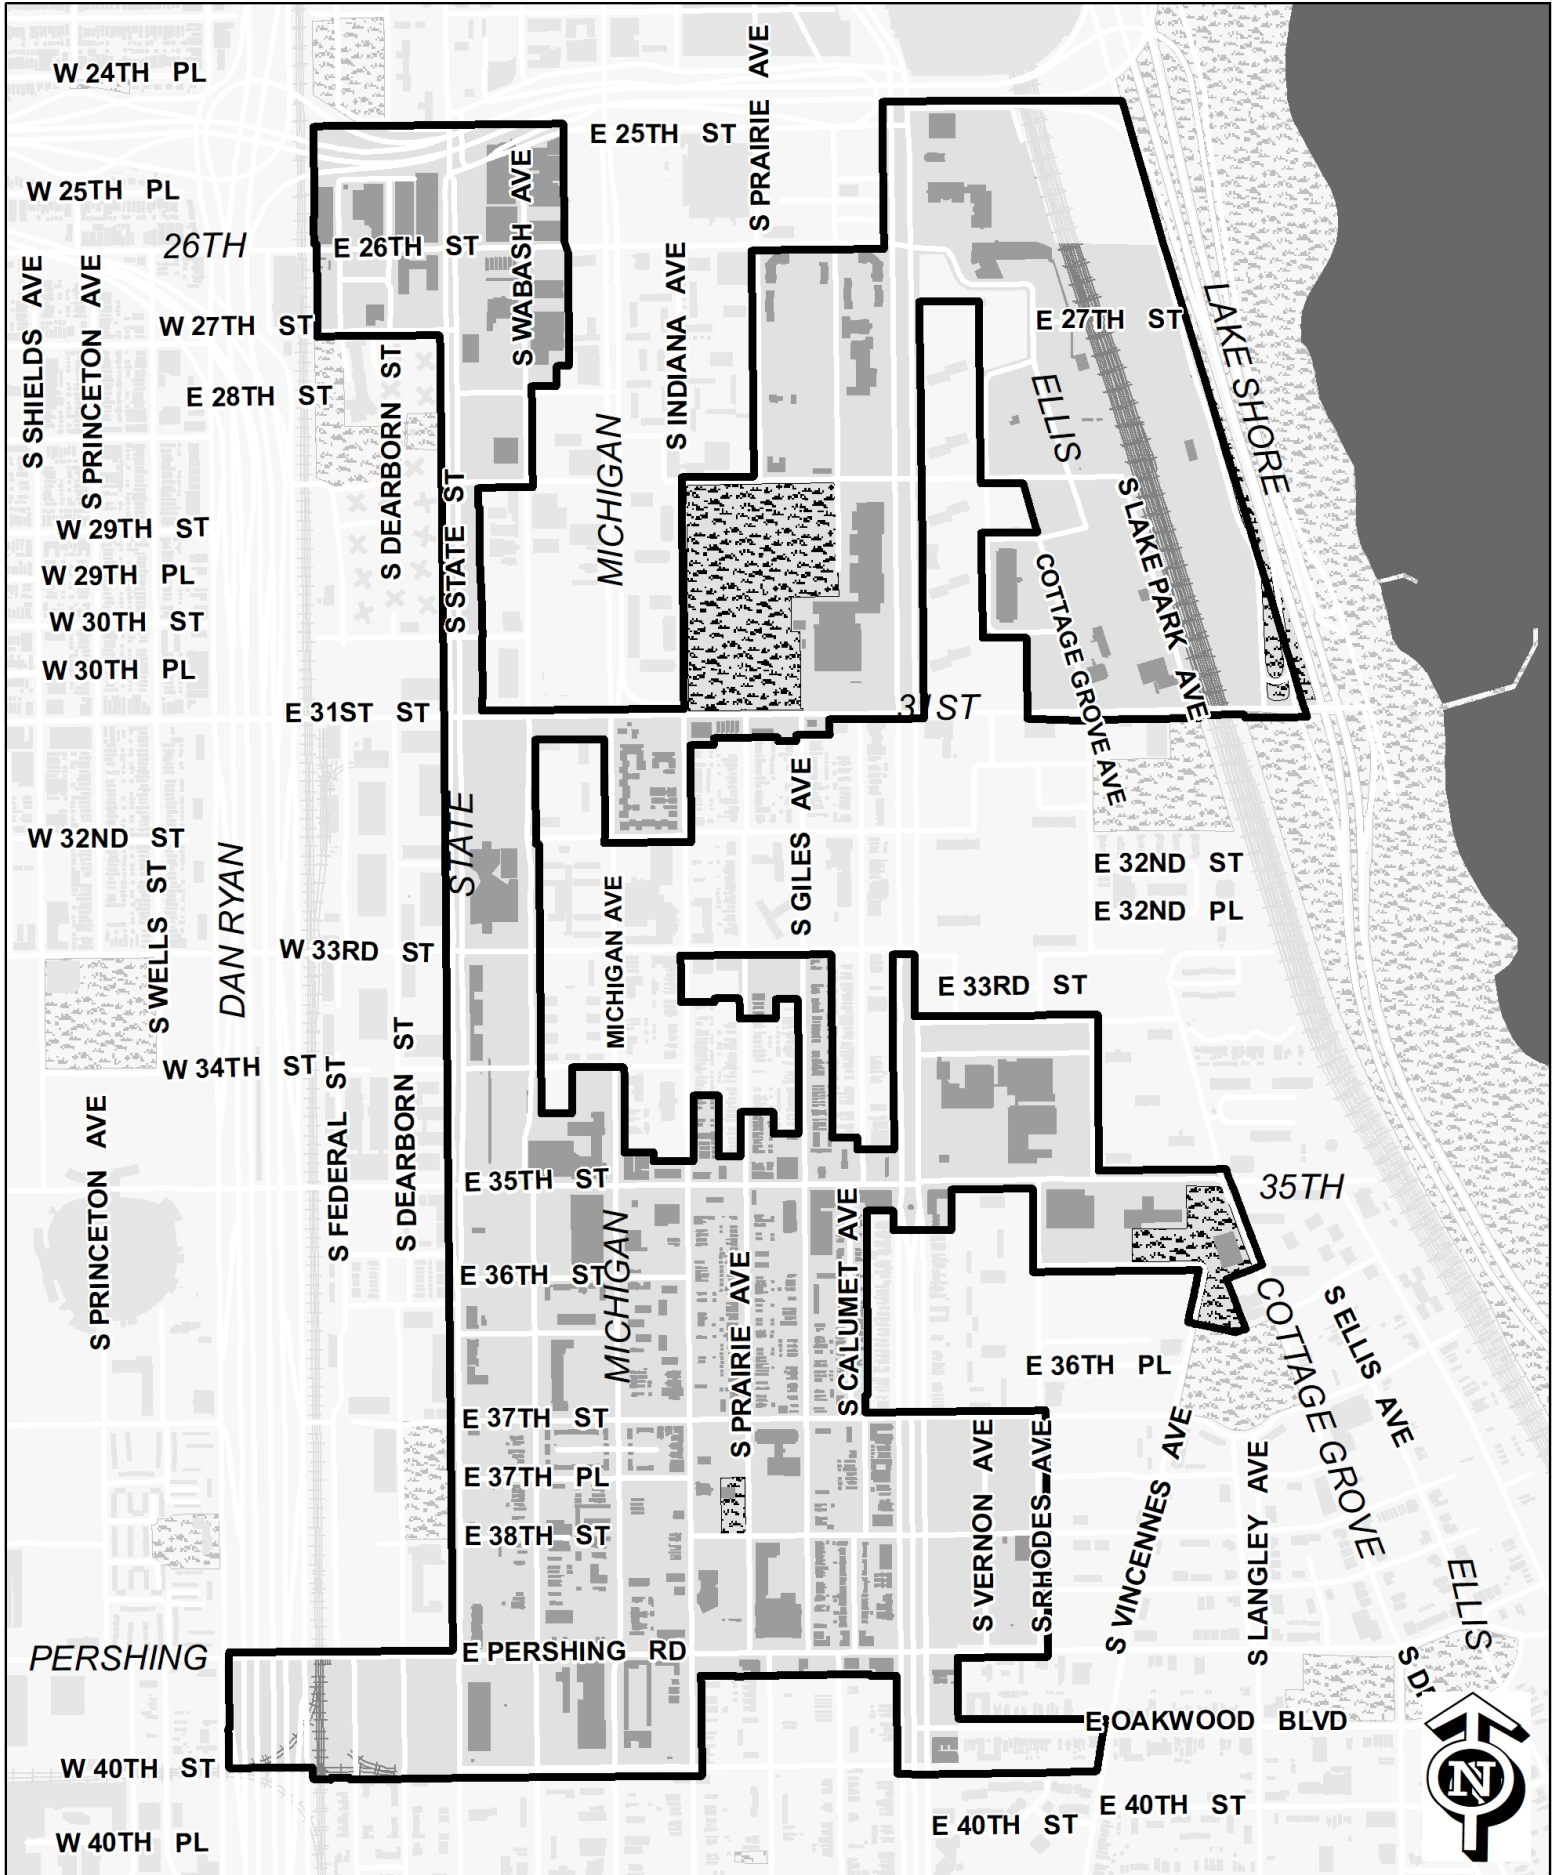 W 24TH PL
S PRAIRIE AVE
E 25TH ST
W 25TH PL
S WABASH AVE
26TH
E 26TH ST
S SHIELDS AVE
S PRINCETON AVE
S INDIANA AVE
W 27TH ST
E 27TH ST
LAKE SHORE
E 28TH ST
S DEARBORN ST
ELLIS
MICHIGAN
S STATE ST
S LAKE PARK AVE
W 29TH ST
W 29TH PL
COTTAGE GROVE AVE
W 30TH ST
W 30TH PL
E 31ST ST
31ST
STATE
S GILES AVE
W 32ND ST
E 32ND ST
S WELLS ST
DAN RYAN
MICHIGAN AVE
E 32ND PL
W 33RD ST
E 33RD ST
W 34TH ST
S FEDERAL ST
S DEARBORN ST
S PRINCETON AVE
E 35TH ST
35TH
S CALUMET AVE
MICHIGAN
S PRAIRIE AVE
E 36TH ST
COTTAGE GROVE
S ELLIS AVE
E 36TH PL
E 37TH ST
S VERNON AVE
S RHODES AVE
S VINCENNES AVE
S LANGLEY AVE
E 37TH PL
E 38TH ST
ELLIS
PERSHING
E PERSHING RD
E OAKWOOD BLVD
W 40TH ST
N
E 40TH ST
E 40TH ST
W 40TH PL